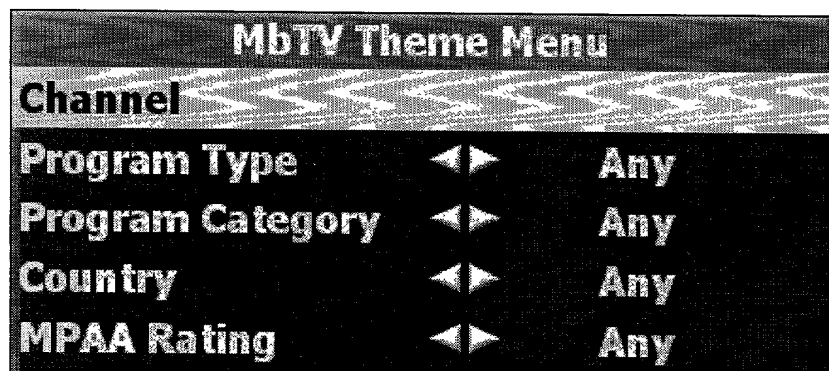 MbTV Theme Menu
Channel
Program Type Any
Program Category Any
Country Any
MPAA Rating Any